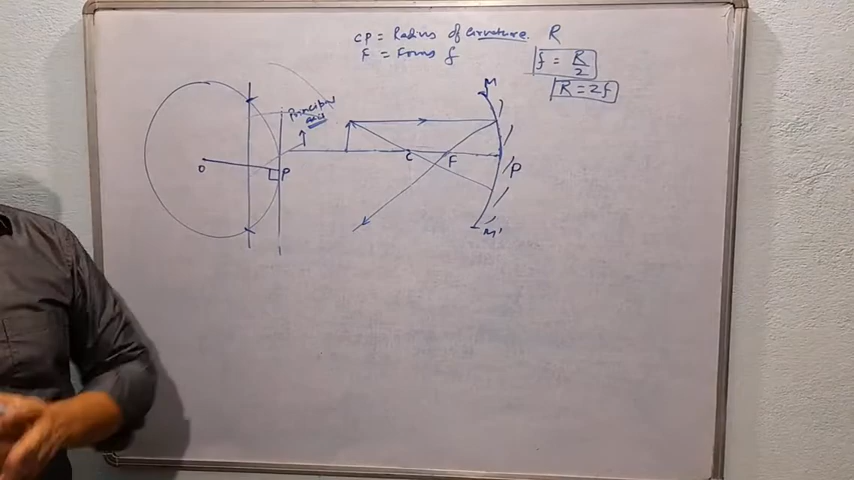 CP = Radius of Curvature. R
F = Focus f
f = R/2
R = 2f
Principal
axis
M
O
P
C
F
P
M'